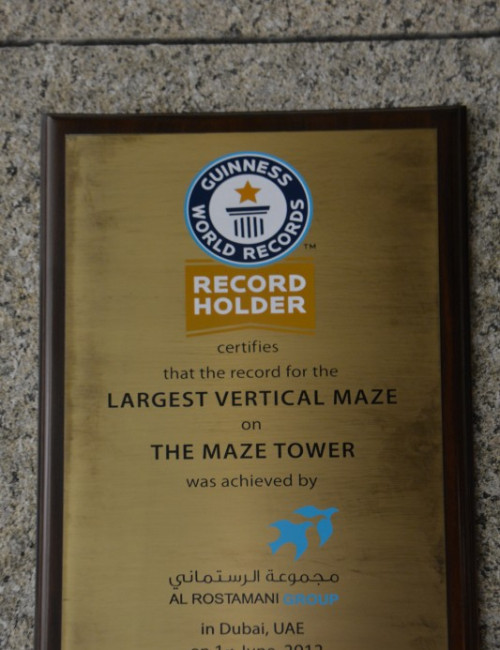 GUINNESS
WORLD RECORDS
TM
RECORD
HOLDER
certifies
that the record for the
LARGEST VERTICAL MAZE
on
THE MAZE TOWER
was achieved by
مجموعة الرستماني
AL ROSTAMANI GROUP
in Dubai, UAE